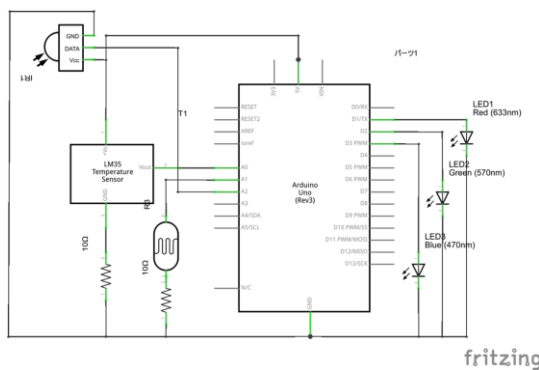 GND
DATA
Vcc
IR1
パーツ1
T1
3V3
5V
VIN
+Vs
LM35
Temperature
Sensor
Vout
GND
10Ω
R3
10Ω
RESET
RESET2
AREF
ioref
A0
A1
A2
A3
A4/SDA
A5/SCL
N/C
Arduino
Uno
(Rev3)
GND
D0/RX
D1/TX
D2
D3 PWM
D4
D5 PWM
D6 PWM
D7
D8
D9 PWM
D10 PWM/SS
D11 PWM/MOSI
D12/MISO
D13/SCK
LED1
Red (633nm)
LED2
Green (570nm)
LED3
Blue (470nm)
fritzing